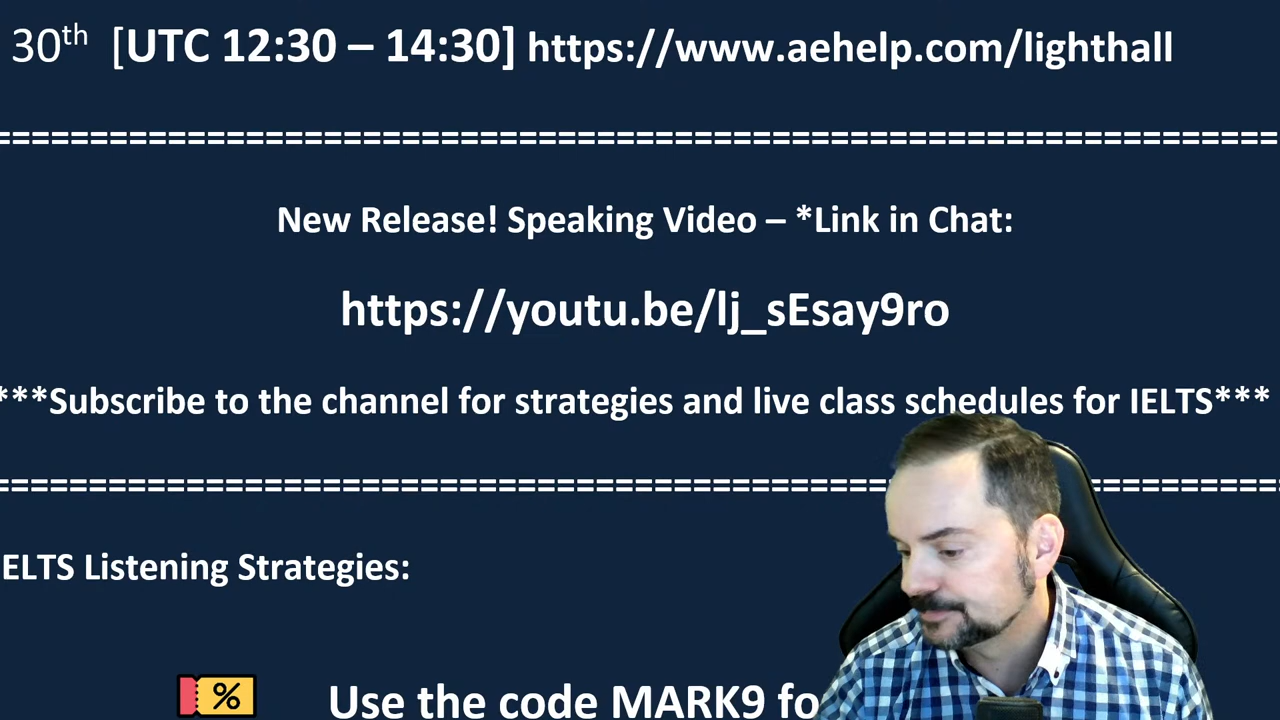 30th [UTC 12:30 – 14:30] https://www.aehelp.com/lighthall
==============================================================================
New Release! Speaking Video – *Link in Chat:
https://youtu.be/lj_sEsay9ro
***Subscribe to the channel for strategies and live class schedules for IELTS***
==============================================================================
ELTS Listening Strategies:
% Use the code MARK9 fo